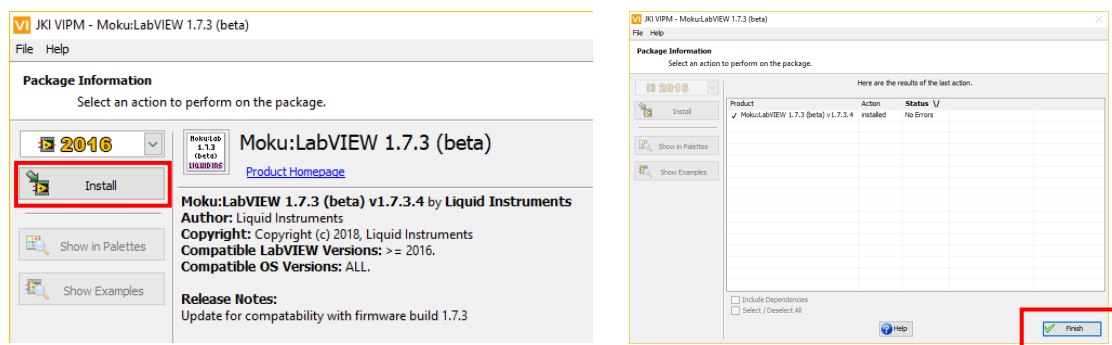 JKI VIPM - Moku:LabVIEW 1.7.3 (beta)
File Help
Package Information
Select an action to perform on the package.
2016
Install
Show in Palettes
Show Examples
Moku:Lab
1.7.3
(beta)
LIQUID INS
Moku:LabVIEW 1.7.3 (beta)
Product Homepage
Moku:LabVIEW 1.7.3 (beta) v1.7.3.4 by Liquid Instruments
Author: Liquid Instruments
Copyright: Copyright (c) 2018, Liquid Instruments
Compatible LabVIEW Versions: >= 2016.
Compatible OS Versions: ALL.
Release Notes:
Update for compatability with firmware build 1.7.3
JKI VIPM - Moku:LabVIEW 1.7.3 (beta)
File Help
Package Information
Select an action to perform on the package.
2016
Install
Show in Palettes
Show Examples
Here are the results of the last action.
Product Action Status \/
Moku:LabVIEW 1.7.3 (beta) v1.7.3.4 installed No Errors
Include Dependencies
Select / Deselect All
Help
Finish